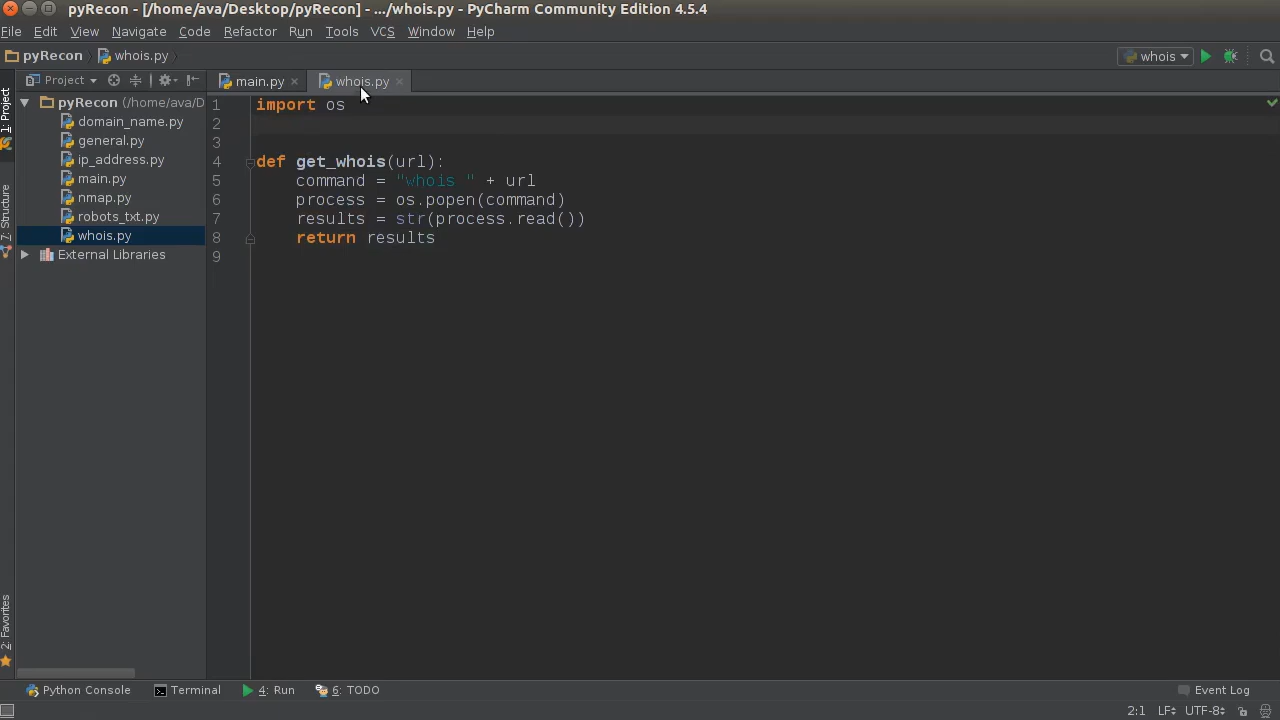 pyRecon - [/home/ava/Desktop/pyRecon] - .../whois.py - PyCharm Community Edition 4.5.4
File Edit View Navigate Code Refactor Run Tools VCS Window Help
pyRecon whois.py whois
Project main.py whois.py
1: Project
Z: Structure
2: Favorites
pyRecon (/home/ava/D
domain_name.py
general.py
ip_address.py
main.py
nmap.py
robots_txt.py
whois.py
External Libraries
1 import os
2
3
4 def get_whois(url):
5 command = "whois " + url
6 process = os.popen(command)
7 results = str(process.read())
8 return results
9
Python Console Terminal 4: Run 6: TODO Event Log
2:1 LF UTF-8